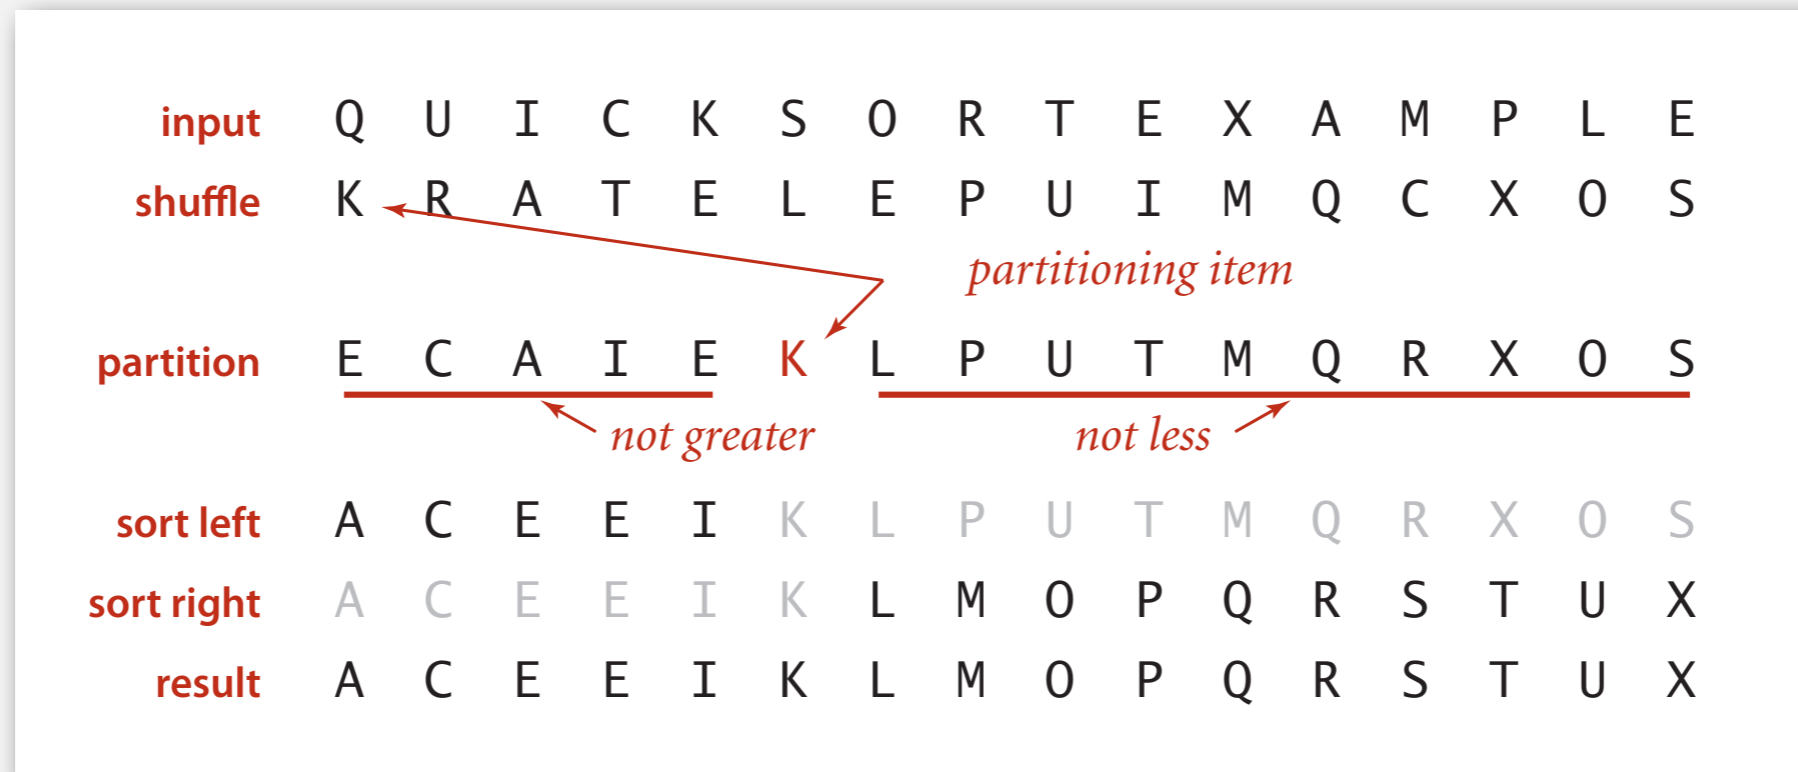 input Q U I C K S O R T E X A M P L E
shuffle K R A T E L E P U I M Q C X O S
partitioning item
partition E C A I E K L P U T M Q R X O S
not greater not less
sort left A C E E I K L P U T M Q R X O S
sort right A C E E I K L M O P Q R S T U X
result A C E E I K L M O P Q R S T U X